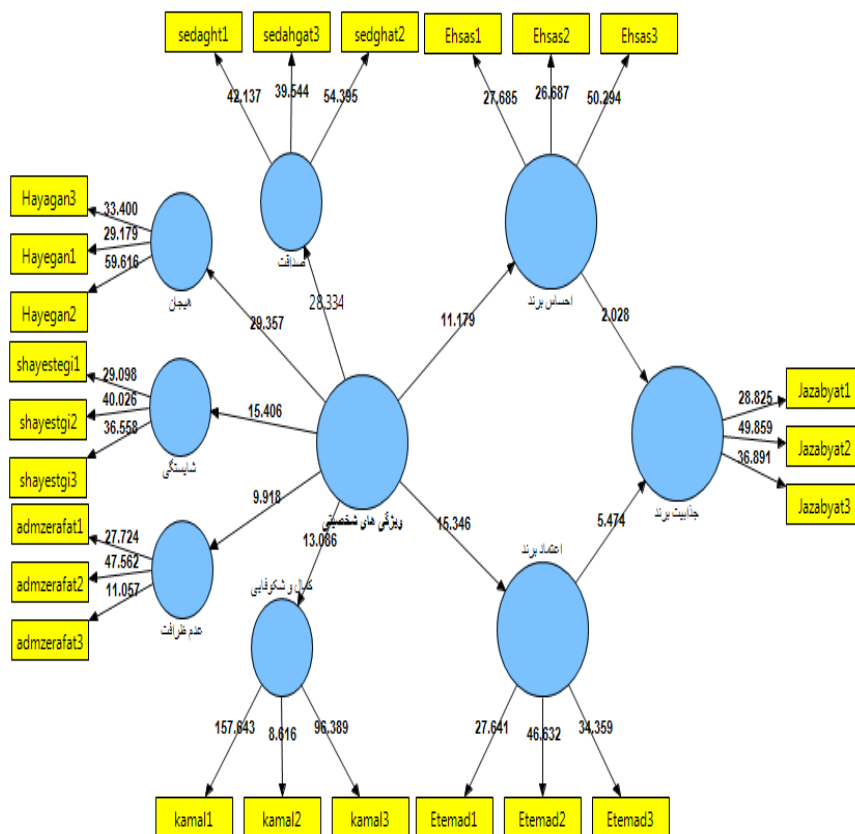 sedaght1
sedahgat3
sedghat2
Ehsas1
Ehsas2
Ehsas3
42.137
39.544
54.395
27.685
26.687
50.294
Hayagan3
Hayegan1
Hayegan2
33.400
29.179
59.616
هیجان
صداقت
احساس برند
28.334
29.357
11.179
2.028
shayestegi1
shayestgi2
shayestgi3
29.098
40.026
36.558
شایستگی
15.406
ویژگی های شخصیتی
Jazabyat1
Jazabyat2
Jazabyat3
28.825
49.859
36.891
جذابیت برند
9.918
13.086
15.346
5.474
admzerafat1
admzerafat2
admzerafat3
27.724
47.562
11.057
عدم ظرافت
کمال و شکوفایی
اعتماد برند
157.643
8.616
96.389
27.641
46.632
34.359
kamal1
kamal2
kamal3
Etemad1
Etemad2
Etemad3